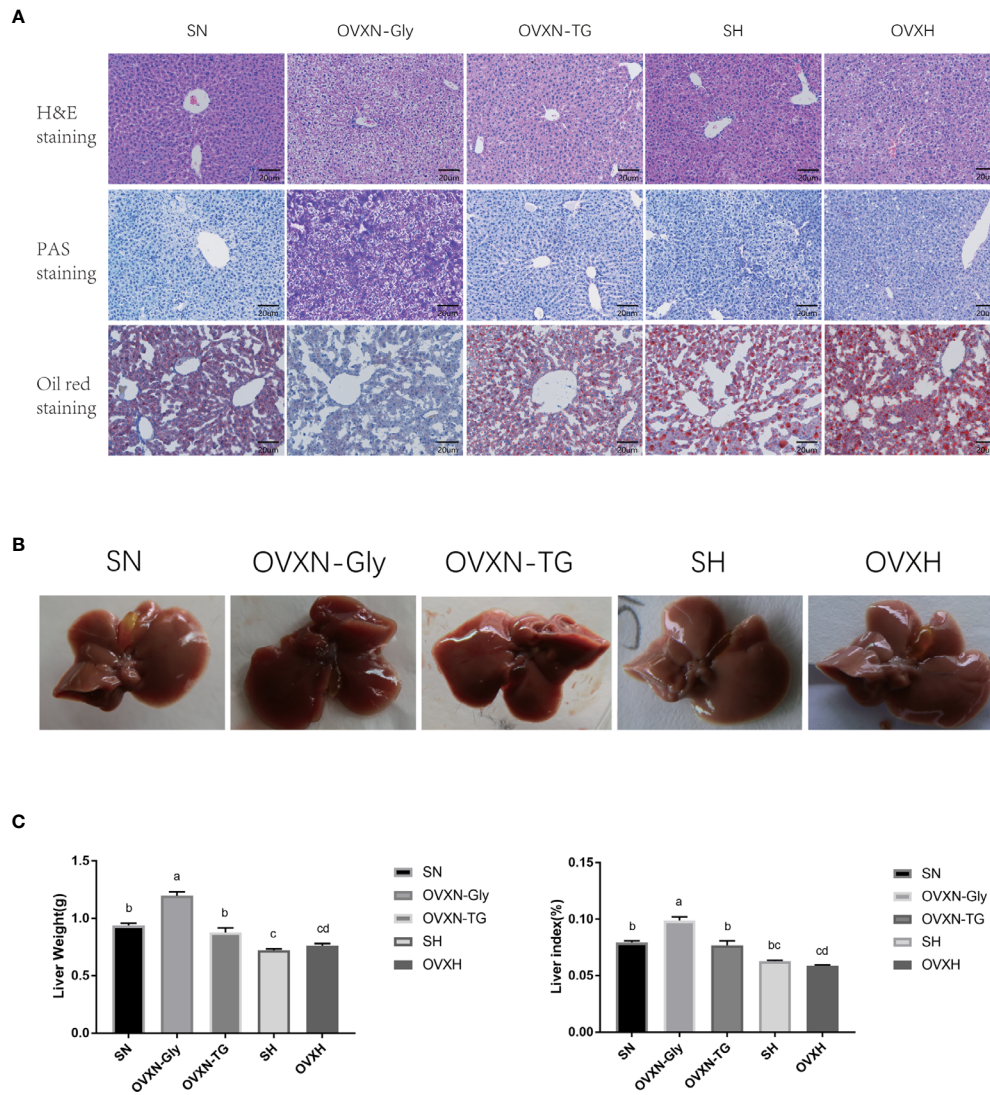 A
SN OVXN-Gly OVXN-TG SH OVXH
H&E
staining
20um 20um 20um 20um 20u
PAS
staining
20um 20um 20um 20um 20u
Oil red
staining
20um 20um 20um 20um 20u
B
SN OVXN-Gly OVXN-TG SH OVXH
C
Liver Weight(g)
1.5
1.0
0.5
0.0
b a b c cd
SN OVXN-Gly OVXN-TG SH OVXH
SN
OVXN-Gly
OVXN-TG
SH
OVXH
Liver index(%)
0.15
0.10
0.05
0.00
b a b bc cd
SN OVXN-Gly OVXN-TG SH OVXH
SN
OVXN-Gly
OVXN-TG
SH
OVXH